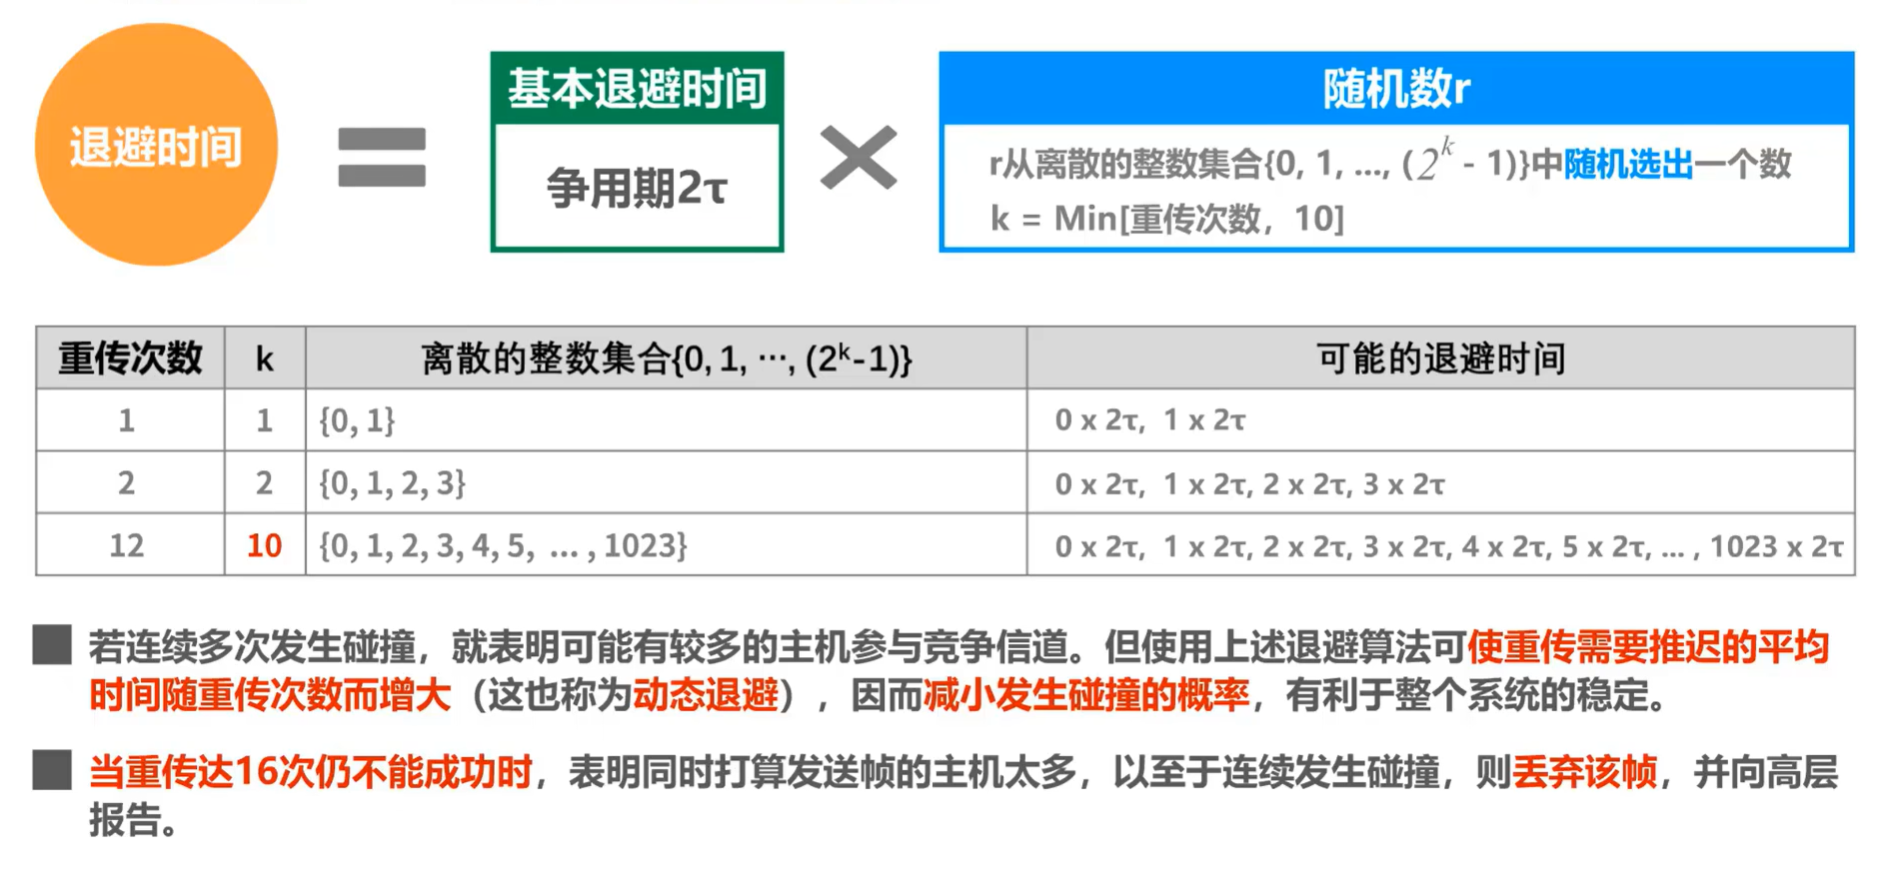 退避时间
基本退避时间
争用期2τ
随机数r
r从离散的整数集合{0, 1, ..., (2^k - 1)}中随机选出一个数
k = Min[重传次数，10]
重传次数 k 离散的整数集合{0, 1, ⋯, (2ᵏ-1)} 可能的退避时间
1 1 {0, 1} 0 x 2τ, 1 x 2τ
2 2 {0, 1, 2, 3} 0 x 2τ, 1 x 2τ, 2 x 2τ, 3 x 2τ
12 10 {0, 1, 2, 3, 4, 5, ... , 1023} 0 x 2τ, 1 x 2τ, 2 x 2τ, 3 x 2τ, 4 x 2τ, 5 x 2τ, ... , 1023 x 2τ
若连续多次发生碰撞，就表明可能有较多的主机参与竞争信道。但使用上述退避算法可使重传需要推迟的平均
时间随重传次数而增大（这也称为动态退避），因而减小发生碰撞的概率，有利于整个系统的稳定。
当重传达16次仍不能成功时，表明同时打算发送帧的主机太多，以至于连续发生碰撞，则丢弃该帧，并向高层
报告。